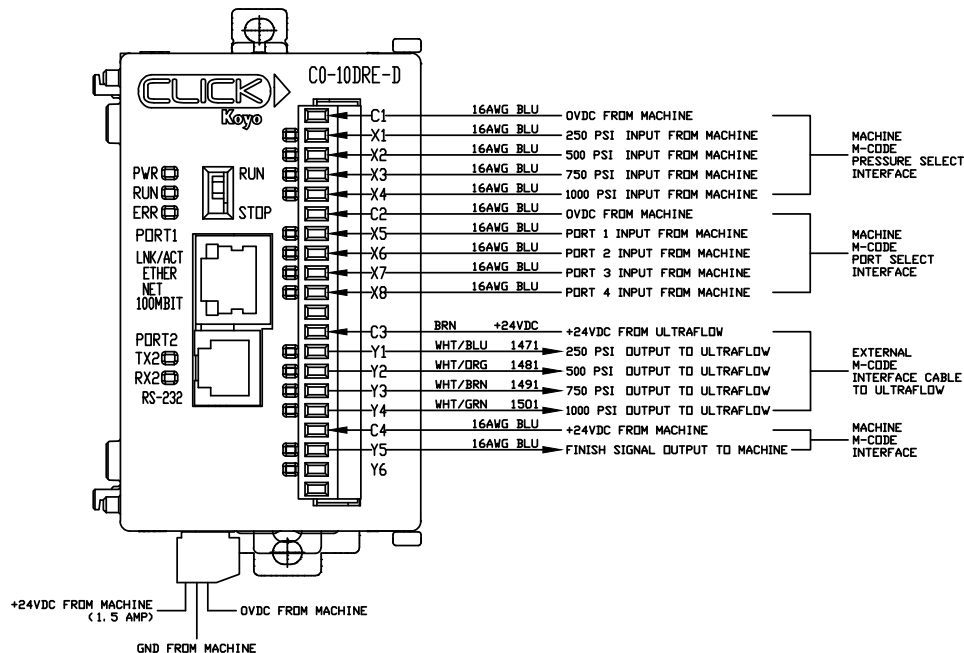 CLICK
Koyo
C0-10DRE-D
PWR
RUN
ERR
RUN
STOP
PORT1
LNK/ACT
ETHER
NET
100MBIT
PORT2
TX2
RX2
RS-232
C1 16AWG BLU 0VDC FROM MACHINE
X1 16AWG BLU 250 PSI INPUT FROM MACHINE
X2 16AWG BLU 500 PSI INPUT FROM MACHINE
X3 16AWG BLU 750 PSI INPUT FROM MACHINE
X4 16AWG BLU 1000 PSI INPUT FROM MACHINE
MACHINE
M-CODE
PRESSURE SELECT
INTERFACE
C2 16AWG BLU 0VDC FROM MACHINE
X5 16AWG BLU PORT 1 INPUT FROM MACHINE
X6 16AWG BLU PORT 2 INPUT FROM MACHINE
X7 16AWG BLU PORT 3 INPUT FROM MACHINE
X8 16AWG BLU PORT 4 INPUT FROM MACHINE
MACHINE
M-CODE
PORT SELECT
INTERFACE
C3 BRN +24VDC +24VDC FROM ULTRAFLOW
Y1 WHT/BLU 1471 250 PSI OUTPUT TO ULTRAFLOW
Y2 WHT/ORG 1481 500 PSI OUTPUT TO ULTRAFLOW
Y3 WHT/BRN 1491 750 PSI OUTPUT TO ULTRAFLOW
Y4 WHT/GRN 1501 1000 PSI OUTPUT TO ULTRAFLOW
EXTERNAL
M-CODE
INTERFACE CABLE
TO ULTRAFLOW
C4 16AWG BLU +24VDC FROM MACHINE
Y5 16AWG BLU FINISH SIGNAL OUTPUT TO MACHINE
Y6
MACHINE
M-CODE
INTERFACE
+24VDC FROM MACHINE
(1.5 AMP)
0VDC FROM MACHINE
GND FROM MACHINE